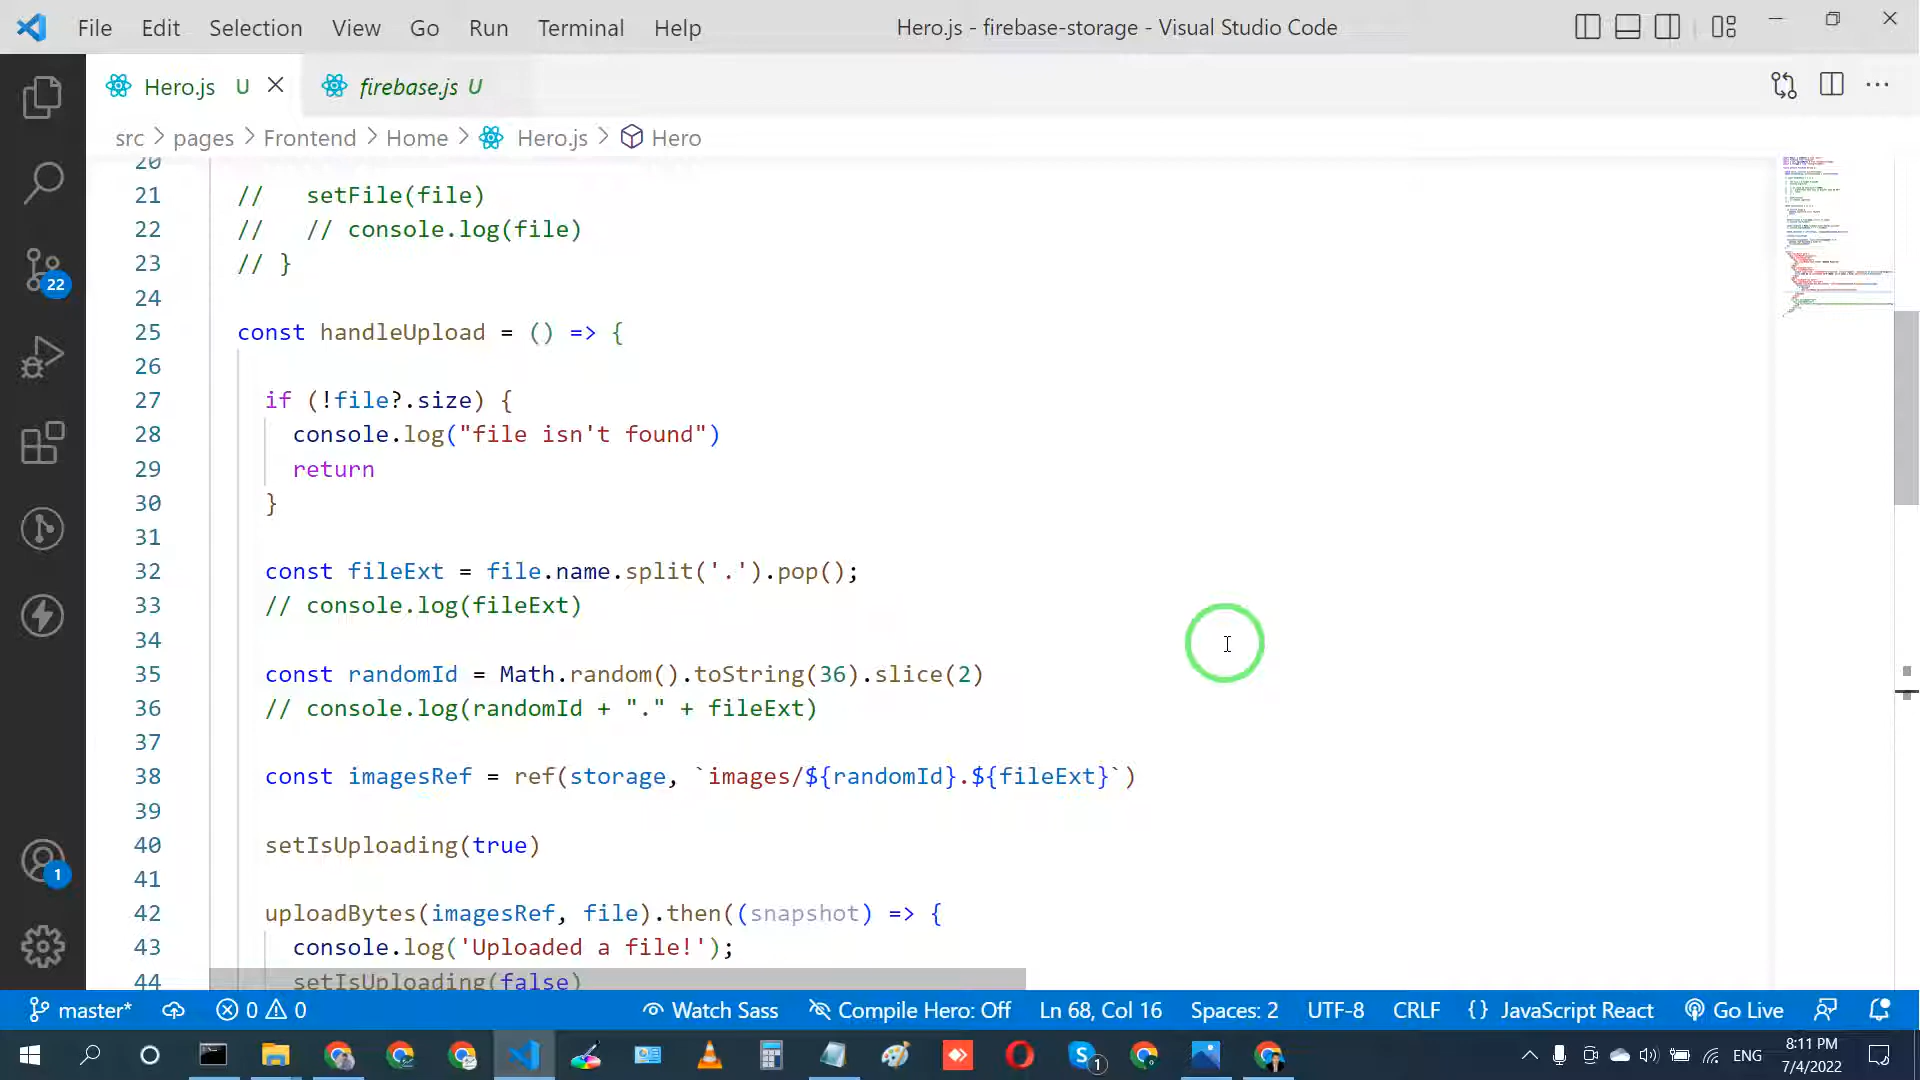 File Edit Selection View Go Run Terminal Help
Hero.js - firebase-storage - Visual Studio Code
Hero.js U
firebase.js U
src > pages > Frontend > Home > Hero.js > Hero
20
21 // setFile(file)
22 // // console.log(file)
23 // }
24
25 const handleUpload = () => {
26
27 if (!file?.size) {
28 console.log("file isn't found")
29 return
30 }
31
32 const fileExt = file.name.split('.').pop();
33 // console.log(fileExt)
34
35 const randomId = Math.random().toString(36).slice(2)
36 // console.log(randomId + "." + fileExt)
37
38 const imagesRef = ref(storage, `images/${randomId}.${fileExt}`)
39
40 setIsUploading(true)
41
42 uploadBytes(imagesRef, file).then((snapshot) => {
43 console.log('Uploaded a file!');
44 setIsUploading(false)
22
1
master* 0 0 Watch Sass Compile Hero: Off Ln 68, Col 16 Spaces: 2 UTF-8 CRLF {} JavaScript React Go Live
1
ENG
8:11 PM
7/4/2022